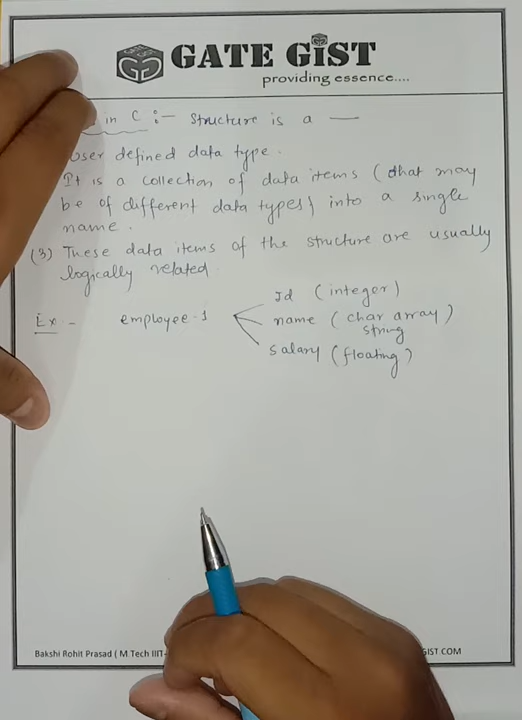 GATE GIST
providing essence....
in C :- Structure is a —
User defined data type.
It is a collection of data items (that may
be of different data types) into a single
name.
(3) These data items of the structure are usually
logically related.
Id (integer)
Ex - employee-1 name (char array)
string
salary (floating)
Bakshi Rohit Prasad ( M.Tech IIIT- GIST.COM